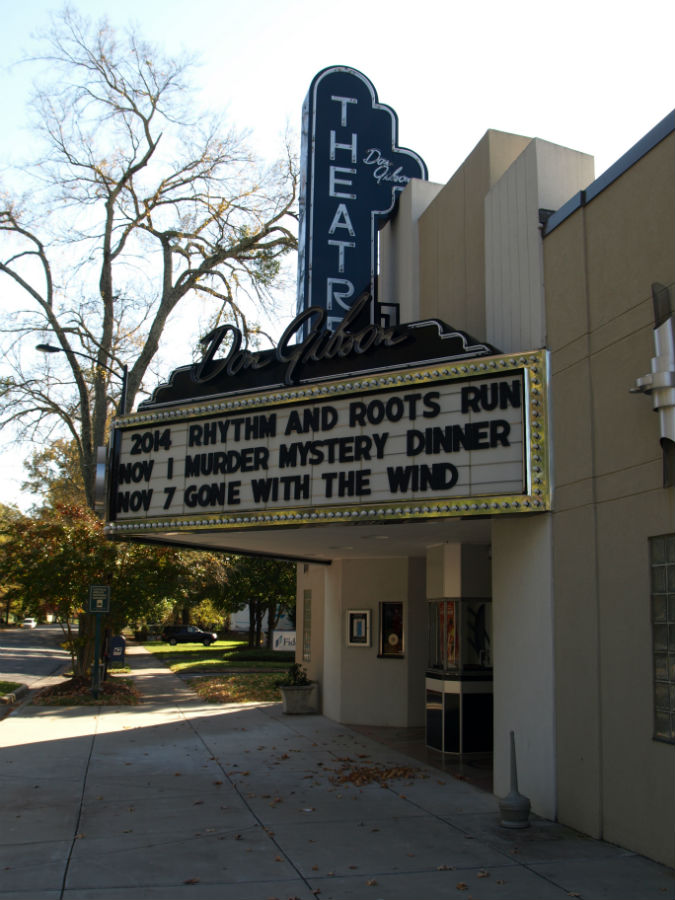 THEATRE
Don Gibson
Don Gibson
2014 RHYTHM AND ROOTS RUN
NOV 1 MURDER MYSTERY DINNER
NOV 7 GONE WITH THE WIND